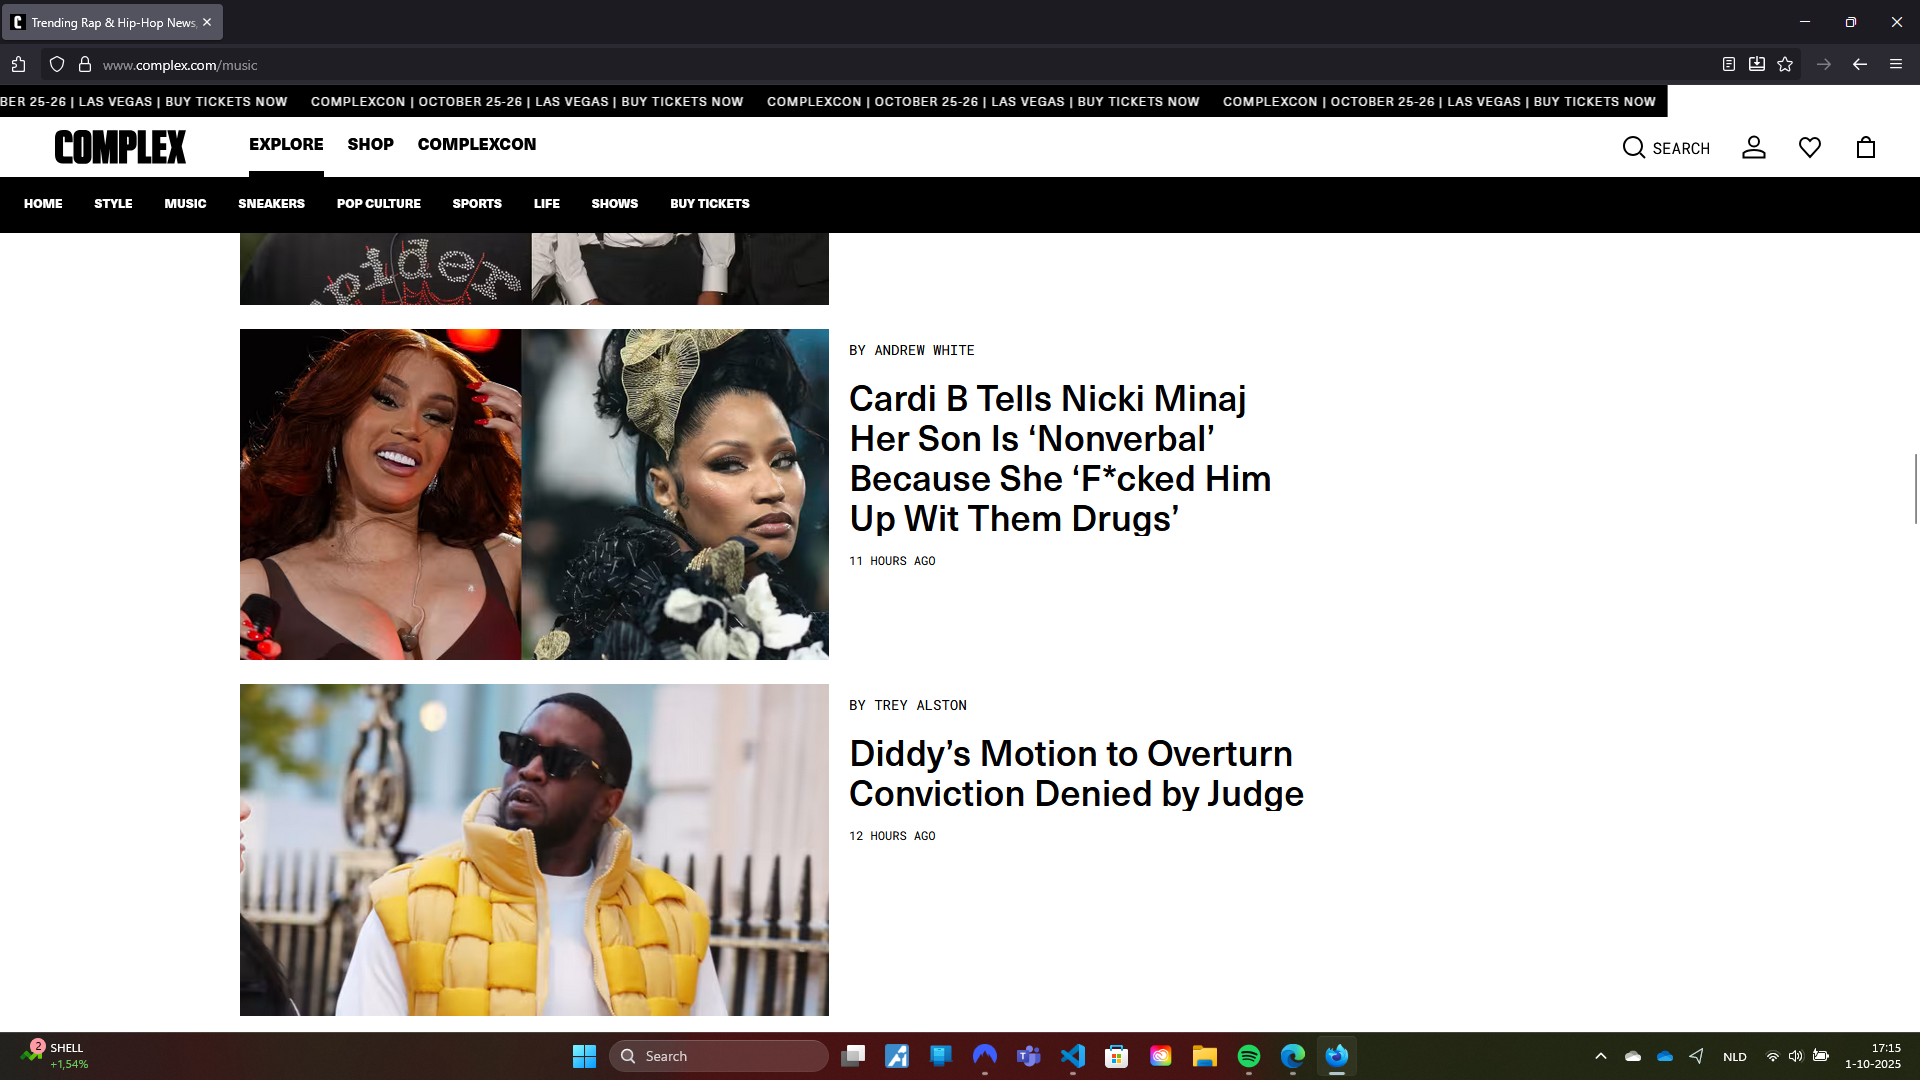 Trending Rap & Hip-Hop News,
www.complex.com/music
BER 25-26 | LAS VEGAS | BUY TICKETS NOW COMPLEXCON | OCTOBER 25-26 | LAS VEGAS | BUY TICKETS NOW COMPLEXCON | OCTOBER 25-26 | LAS VEGAS | BUY TICKETS NOW COMPLEXCON | OCTOBER 25-26 | LAS VEGAS | BUY TICKETS NOW
COMPLEX EXPLORE SHOP COMPLEXCON SEARCH
HOME STYLE MUSIC SNEAKERS POP CULTURE SPORTS LIFE SHOWS BUY TICKETS
pider
BY ANDREW WHITE
Cardi B Tells Nicki Minaj
Her Son Is ‘Nonverbal’
Because She ‘F*cked Him
Up Wit Them Drugs’
11 HOURS AGO
BY TREY ALSTON
Diddy’s Motion to Overturn
Conviction Denied by Judge
12 HOURS AGO
2
SHELL
+1,54%
Search
NLD
17:15
1-10-2025